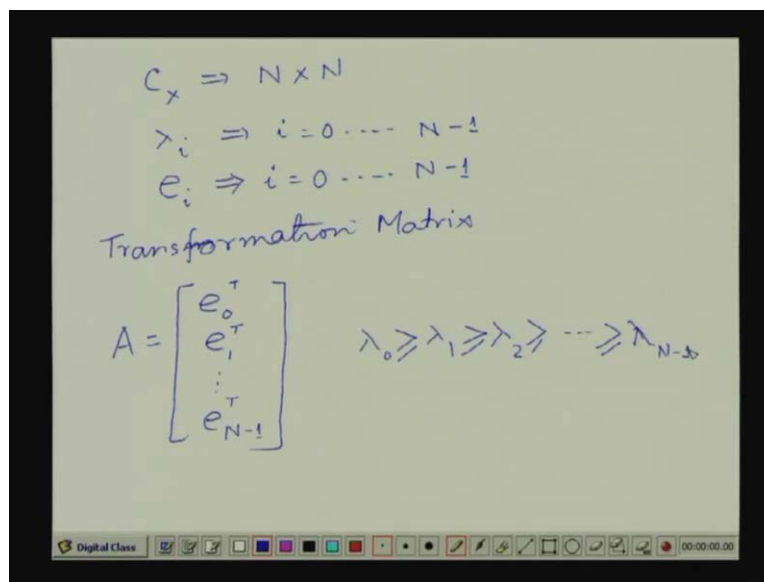 C_x ⇒ N × N
λ_i ⇒ i = 0 ---- N-1
e_i ⇒ i = 0 ---- N-1
Transformation Matrix
A = [ e_0^T e_1^T ⋮ e_{N-1}^T ] λ_0 ⩾ λ_1 ⩾ λ_2 ⩾ --- ⩾ λ_{N-1}
Digital Class 00:00:00.00